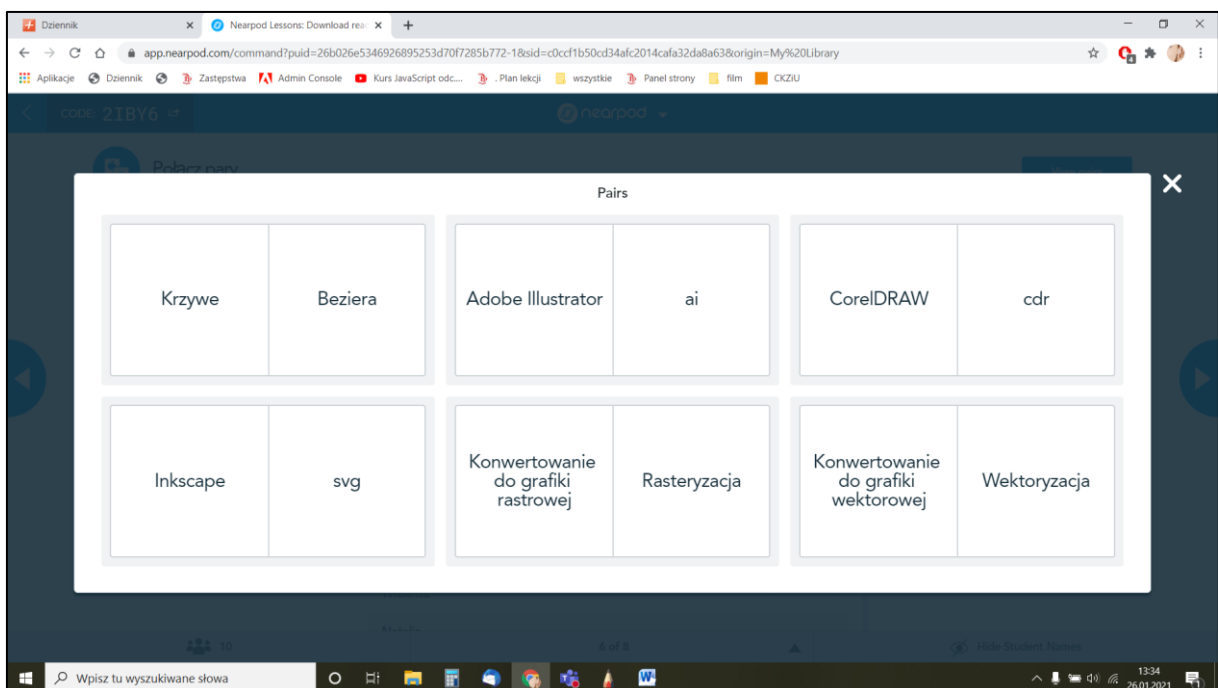 Dziennik
Nearpod Lessons: Download rea
app.nearpod.com/command?puid=26b026e5346926895253d70f7285b772-1&sid=c0ccf1b50cd34afc2014cafa32da8a63&origin=My%20Library
4
Aplikacje Dziennik Zastępstwa Admin Console Kurs JavaScript odc.... . Plan lekcji wszystkie Panel strony film CKZiU
CODE: 2IBY6 nearpod
Połącz pary
Pairs
Krzywe Beziera Adobe Illustrator ai CorelDRAW cdr
Inkscape svg
Konwertowanie
do grafiki
rastrowej
Rasteryzacja
Konwertowanie
do grafiki
wektorowej
Wektoryzacja
Natalia
10 6 of 8 Hide Student Names
Wpisz tu wyszukiwane słowa
13:34
26.01.2021
1